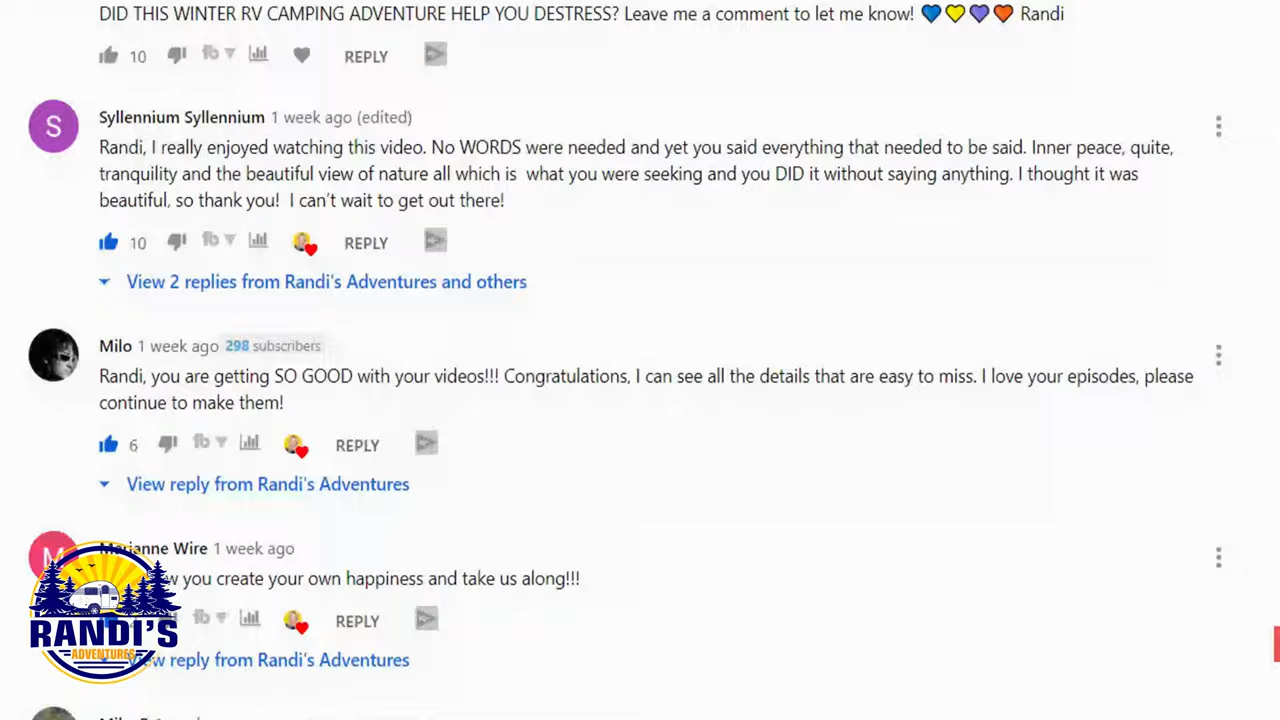 DID THIS WINTER RV CAMPING ADVENTURE HELP YOU DESTRESS? Leave me a comment to let me know! 💙💛💜🧡 Randi
10 REPLY
S
Syllennium Syllennium 1 week ago (edited)
Randi, I really enjoyed watching this video. No WORDS were needed and yet you said everything that needed to be said. Inner peace, quite,
tranquility and the beautiful view of nature all which is what you were seeking and you DID it without saying anything. I thought it was
beautiful, so thank you! I can't wait to get out there!
10 REPLY
View 2 replies from Randi's Adventures and others
Milo 1 week ago 298 subscribers
Randi, you are getting SO GOOD with your videos!!! Congratulations, I can see all the details that are easy to miss. I love your episodes, please
continue to make them!
6 REPLY
View reply from Randi's Adventures
M
Marianne Wire 1 week ago
you create your own happiness and take us along!!!
REPLY
RANDI'S
ADVENTURES
View reply from Randi's Adventures